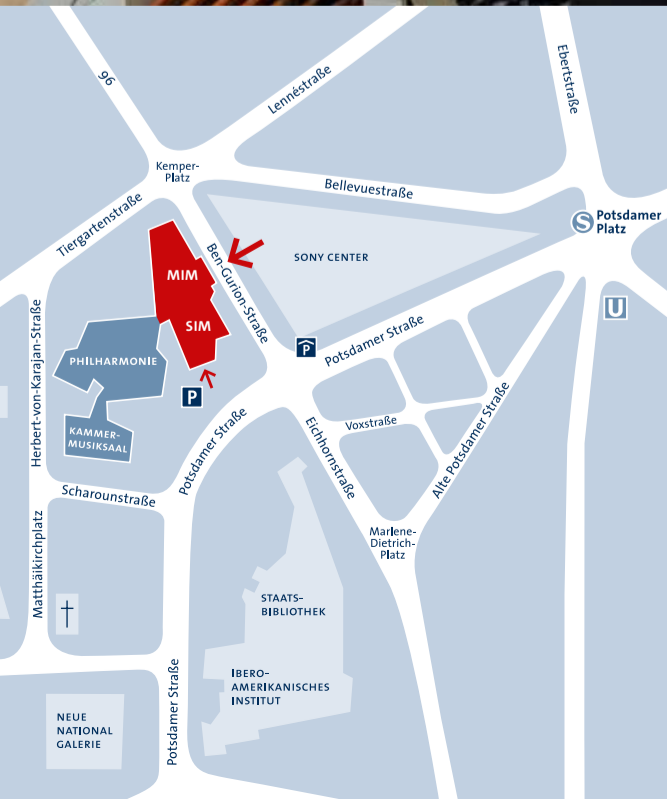 96
Lennéstraße
Ebertstraße
Kemper-
Platz
Bellevuestraße
Tiergartenstraße
S Potsdamer
Platz
Ben-Gurion-Straße
SONY CENTER
MIM
SIM
U
Herbert-von-Karajan-Straße
PHILHARMONIE
P
Potsdamer Straße
P
KAMMER-
MUSIKSAAL
Potsdamer Straße
Eichhornstraße
Voxstraße
Alte Potsdamer Straße
Scharounstraße
Matthäikirchplatz
Marlene-
Dietrich-
Platz
STAATS-
BIBLIOTHEK
IBERO-
AMERIKANISCHES
INSTITUT
Potsdamer Straße
NEUE
NATIONAL
GALERIE